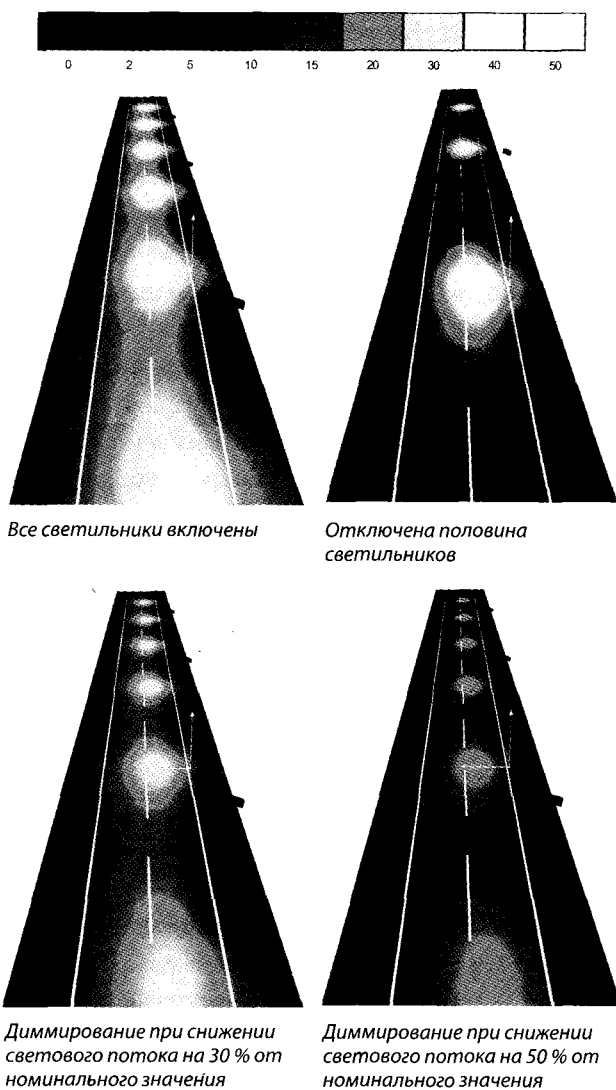 0 2 5 10 15 20 30 40 50
Все светильники включены
Отключена половина
светильников
Диммирование при снижении
светового потока на 30 % от
номинального значения
Диммирование при снижении
светового потока на 50 % от
номинального значения